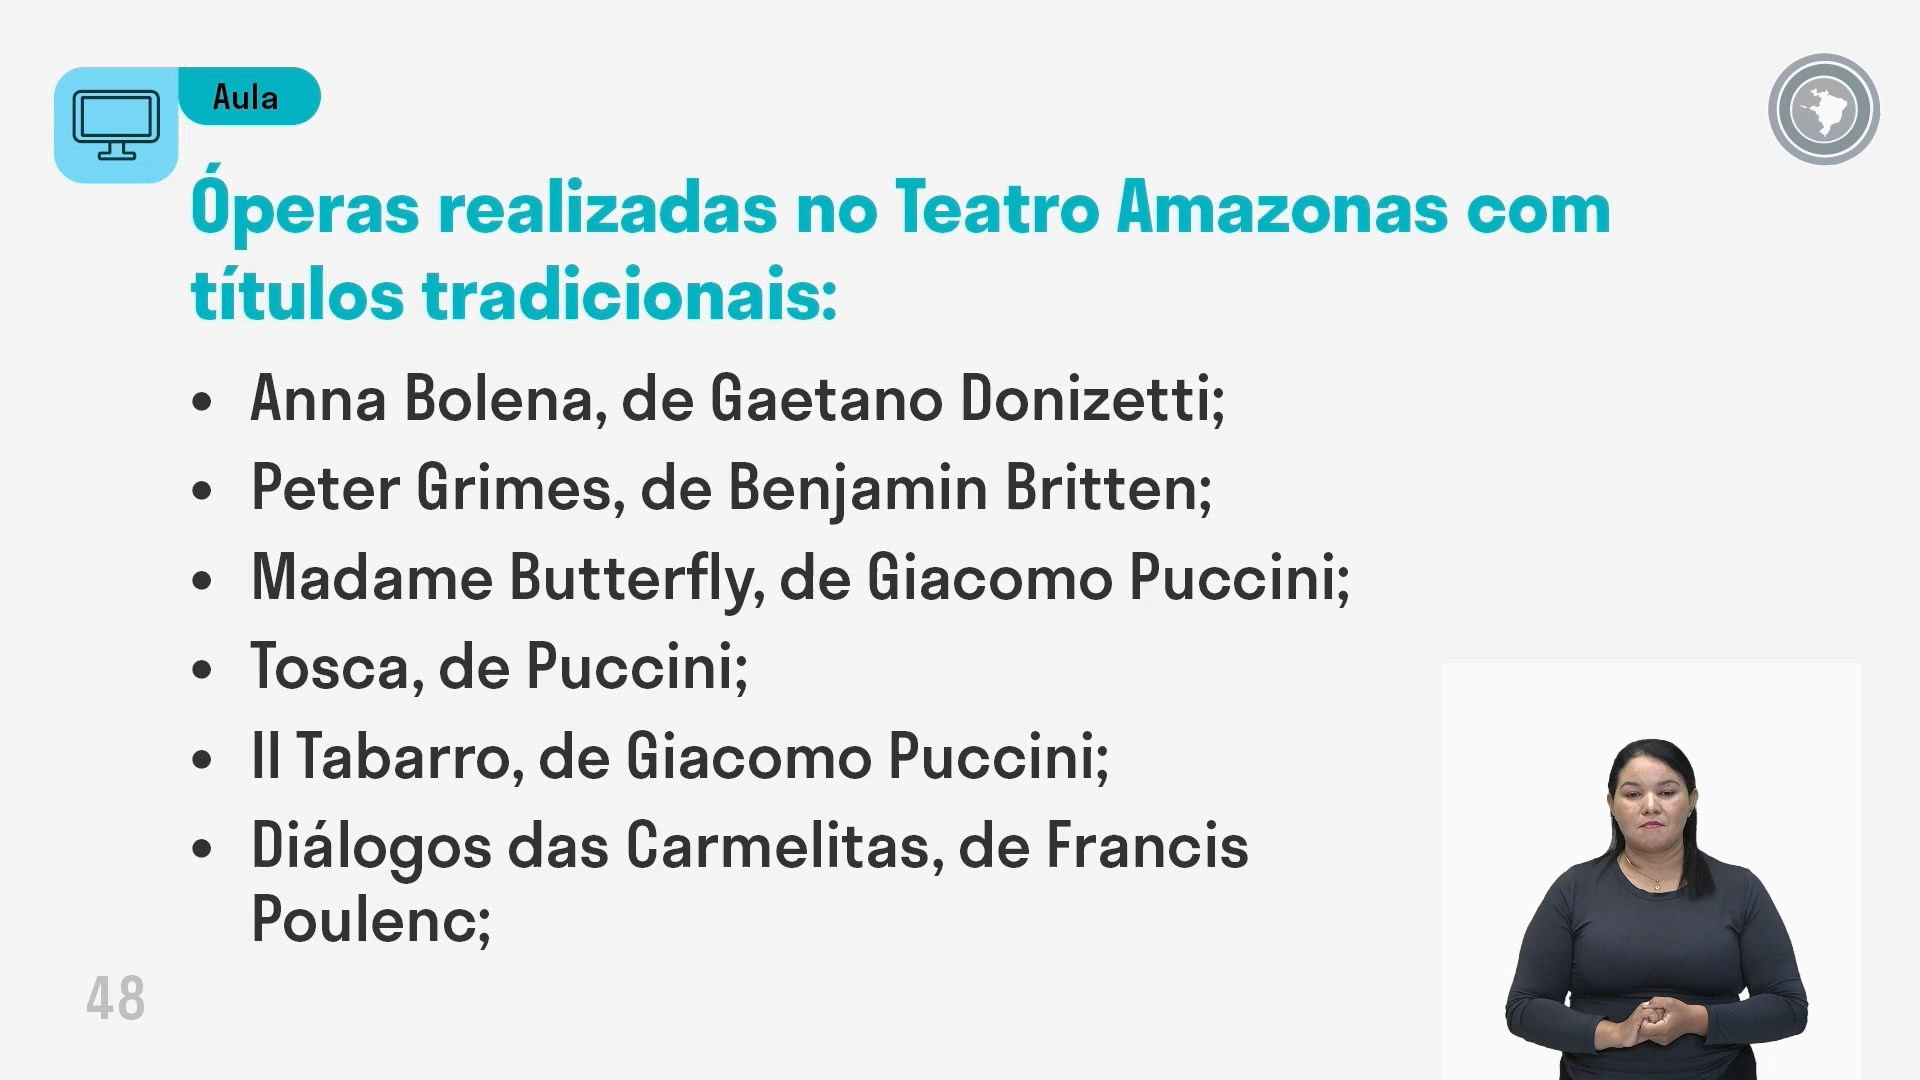 Aula
Óperas realizadas no Teatro Amazonas com
títulos tradicionais:
• Anna Bolena, de Gaetano Donizetti;
• Peter Grimes, de Benjamin Britten;
• Madame Butterfly, de Giacomo Puccini;
• Tosca, de Puccini;
• Il Tabarro, de Giacomo Puccini;
• Diálogos das Carmelitas, de Francis
Poulenc;
48